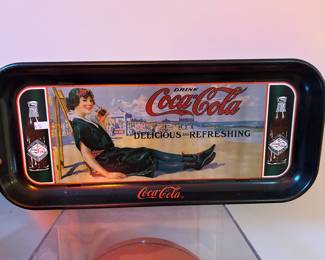 DRINK
Coca-Cola
DELICIOUS AND REFRESHING
Coca-Cola